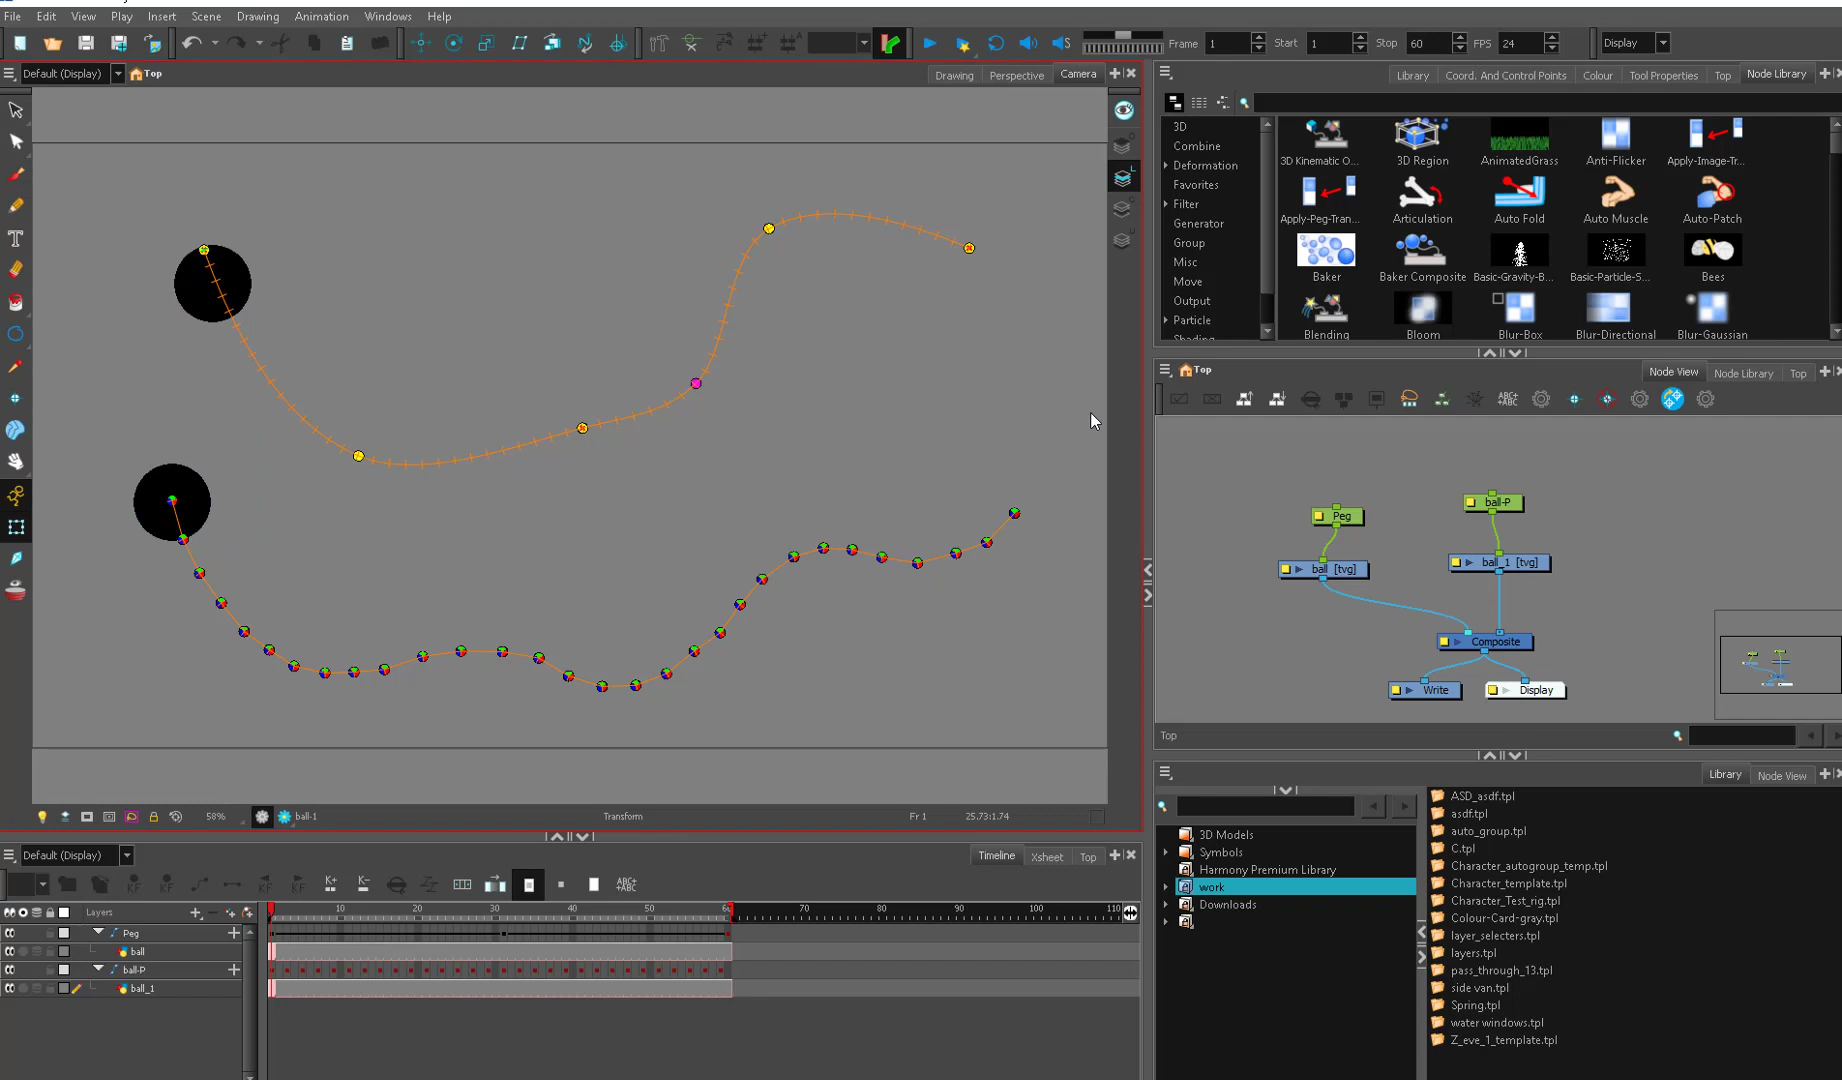 File Edit View Play Insert Scene Drawing Animation Windows Help
Frame 1 Start 1 Stop 60 FPS 24 Display
Default (Display) Top Drawing Perspective Camera
Library Coord. And Control Points Colour Tool Properties Top Node Library
3D
Combine
Deformation
Favorites
Filter
Generator
Group
Misc
Move
Output
Particle
Shading
3D Kinematic O... 3D Region AnimatedGrass Anti-Flicker Apply-Image-Tr...
Apply-Peg-Tran... Articulation Auto Fold Auto Muscle Auto-Patch
Baker Baker Composite Basic-Gravity-B... Basic-Particle-S... Bees
Blending Bloom Blur-Box Blur-Directional Blur-Gaussian
Top Node View Node Library Top
ABC+ ABC+
Peg
ball-P
ball [tvg]
ball_1 [tvg]
Composite
Write
Display
Top
58% ball-1 Transform Fr 1 25.73:1.74
Library Node View
3D Models
Symbols
Harmony Premium Library
work
Downloads
ASD_asdf.tpl
asdf.tpl
auto_group.tpl
C.tpl
Character_autogroup_temp.tpl
Character_template.tpl
Character_Test_rig.tpl
Colour-Card-gray.tpl
layer_selecters.tpl
layers.tpl
pass_through_13.tpl
side van.tpl
Spring.tpl
water windows.tpl
Z_eve_1_template.tpl
Default (Display) Timeline Xsheet Top
KF KF KF KF K+ K-
Layers 10 20 30 40 50 60 70 80 90 100 110
Peg
ball
ball-P
ball_1